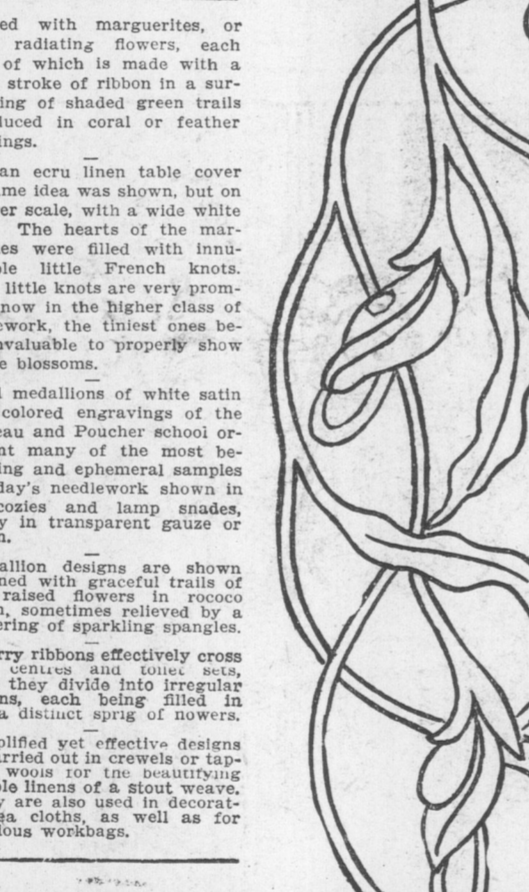 ed with marguerites, or
radiating flowers, each
of which is made with a
stroke of ribbon in a sur-
ing of shaded green trails
luced in coral or feather
ings.
an ecru linen table cover
me idea was shown, but on
er scale, with a wide white
The hearts of the mar-
es were filled with innu-
le little French knots.
little knots are very prom-
now in the higher class of
ework, the tiniest ones be-
nvaluable to properly show
e blossoms.
l medallions of white satin
colored engravings of the
eau and Poucher school or-
nt many of the most be-
ing and ephemeral samples
day's needlework shown in
cozies and lamp snades,
y in transparent gauze or
n.
allion designs are shown
ned with graceful trails of
raised flowers in rococo
n, sometimes relieved by a
ering of sparkling spangles.
rry ribbons effectively cross
centres and toilet sets,
they divide into irregular
ns, each being filled in
a distinct sprig of nowers.
plified yet effective designs
arried out in crewels or tap-
wools for the beautifying
ble linens of a stout weave.
y are also used in decorat-
ea cloths, as well as for
ious workbags.